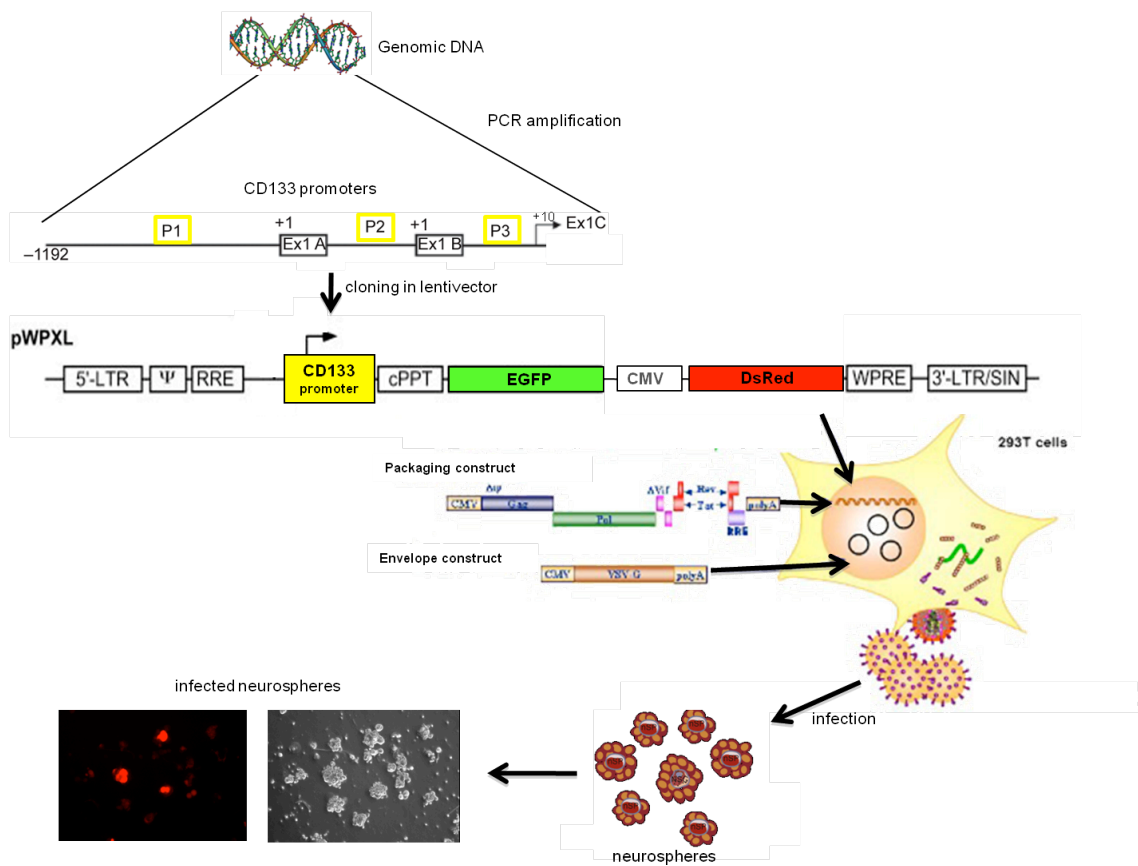 Genomic DNA
PCR amplification
CD133 promoters
P1 +1 Ex1 A P2 +1 Ex1 B P3 +10 Ex1C
–1192
cloning in lentivector
pWPXL
5'-LTR Ψ RRE CD133 promoter cPPT EGFP CMV DsRed WPRE 3'-LTR/SIN
293T cells
Packaging construct
ΔVif Rev
CMV Gag Tat polyA
Pol RRE
Envelope construct
CMV VSV-G polyA
infected neurospheres
infection
neurospheres